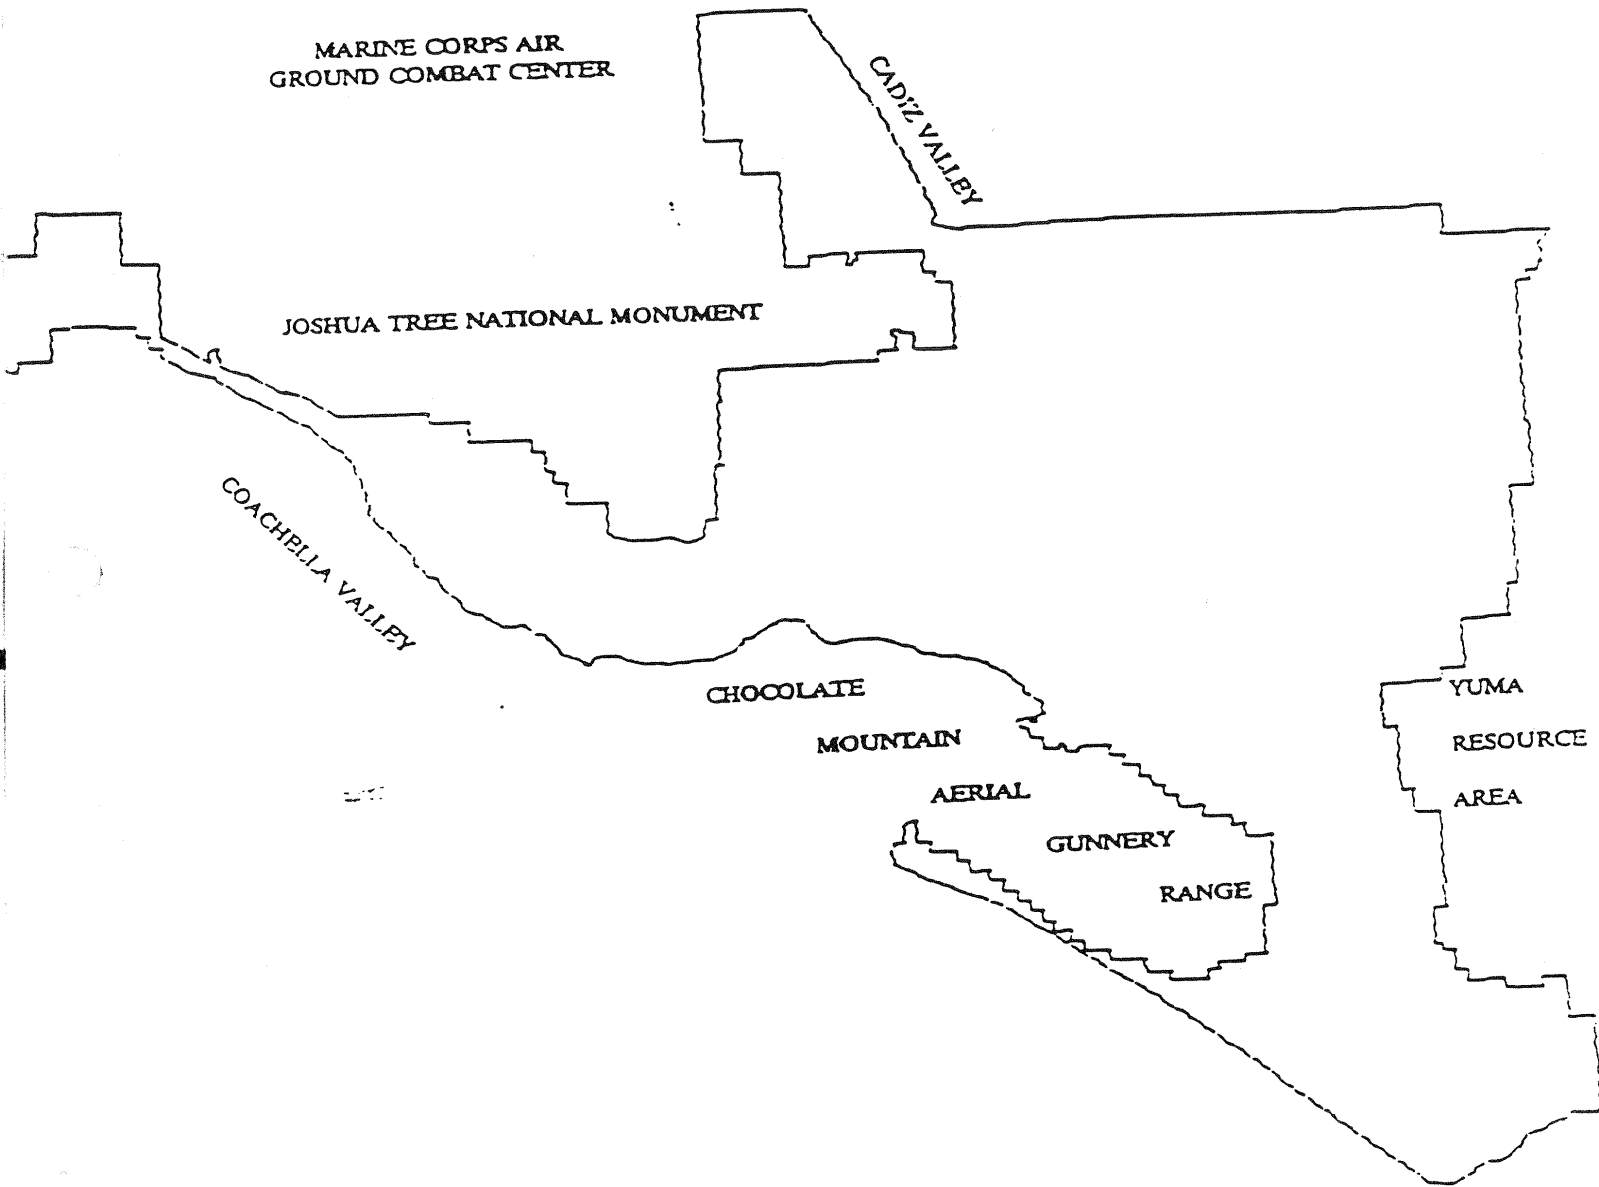 MARINE CORPS AIR
GROUND COMBAT CENTER
CADIZ VALLEY
JOSHUA TREE NATIONAL MONUMENT
COACHELLA VALLEY
CHOCOLATE
MOUNTAIN
AERIAL
GUNNERY
RANGE
YUMA
RESOURCE
AREA